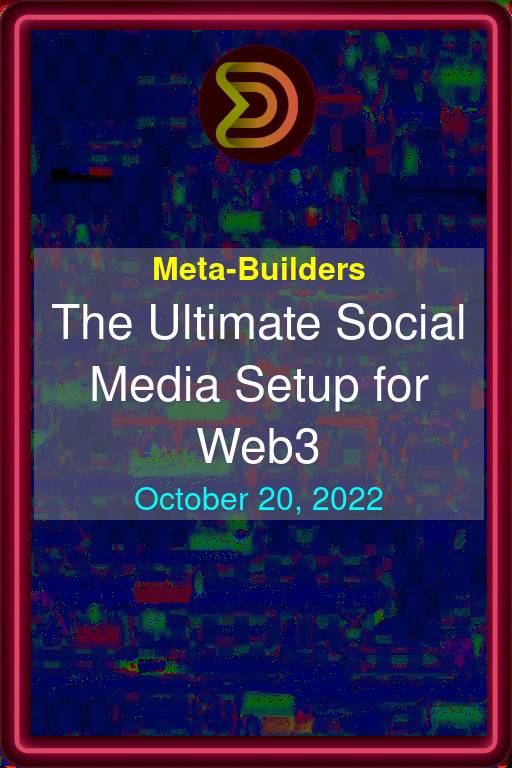 Meta-Builders
The Ultimate Social
Media Setup for
Web3
October 20, 2022